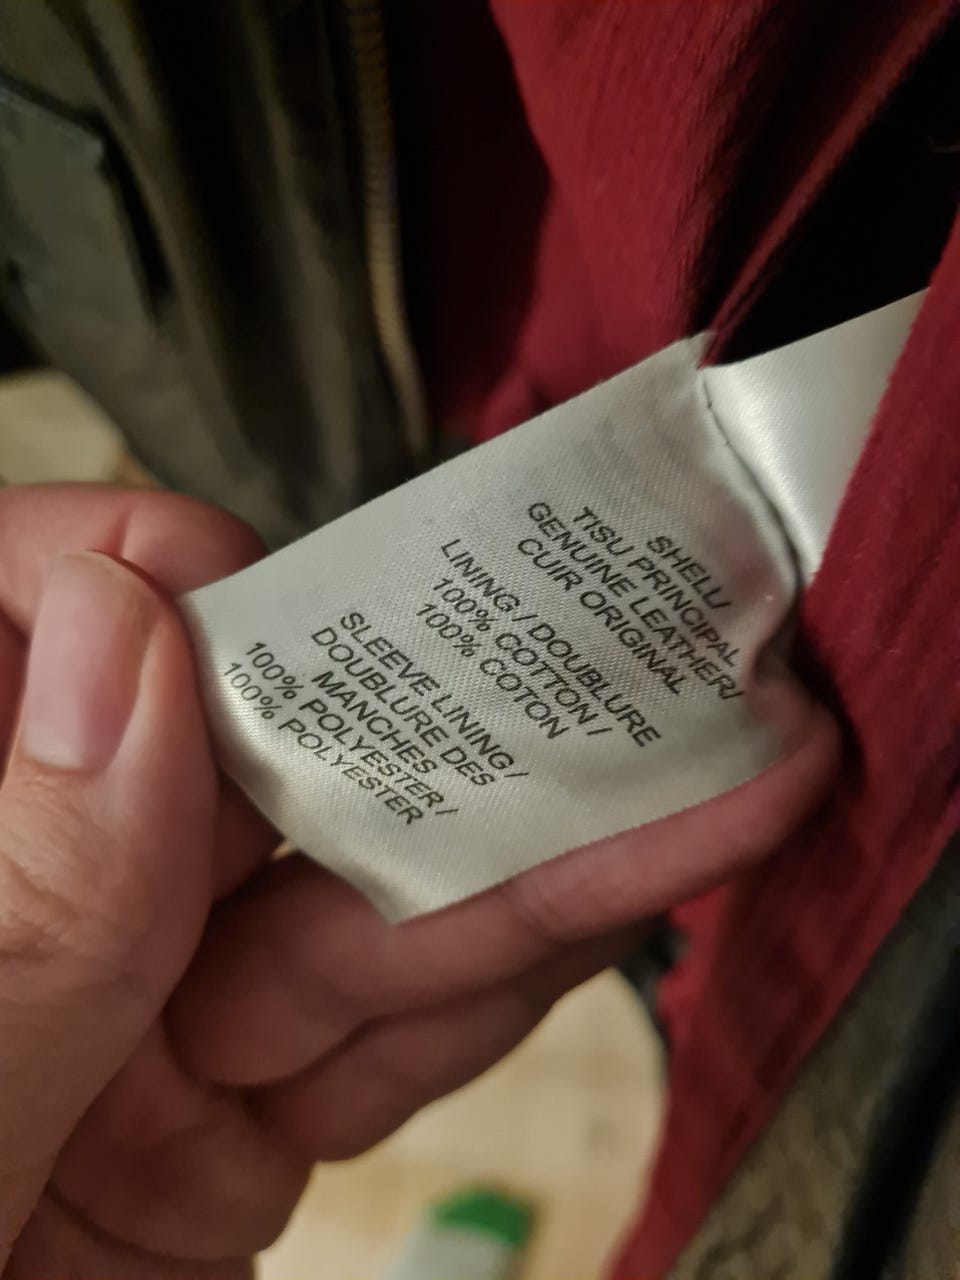 SHELL/
TISU PRINCIPAL
GENUINE LEATHER/
CUIR ORIGINAL
LINING / DOUBLURE
100% COTTON /
100% COTON
SLEEVE LINING /
DOUBLURE DES
MANCHES
100% POLYESTER /
100% POLYESTER